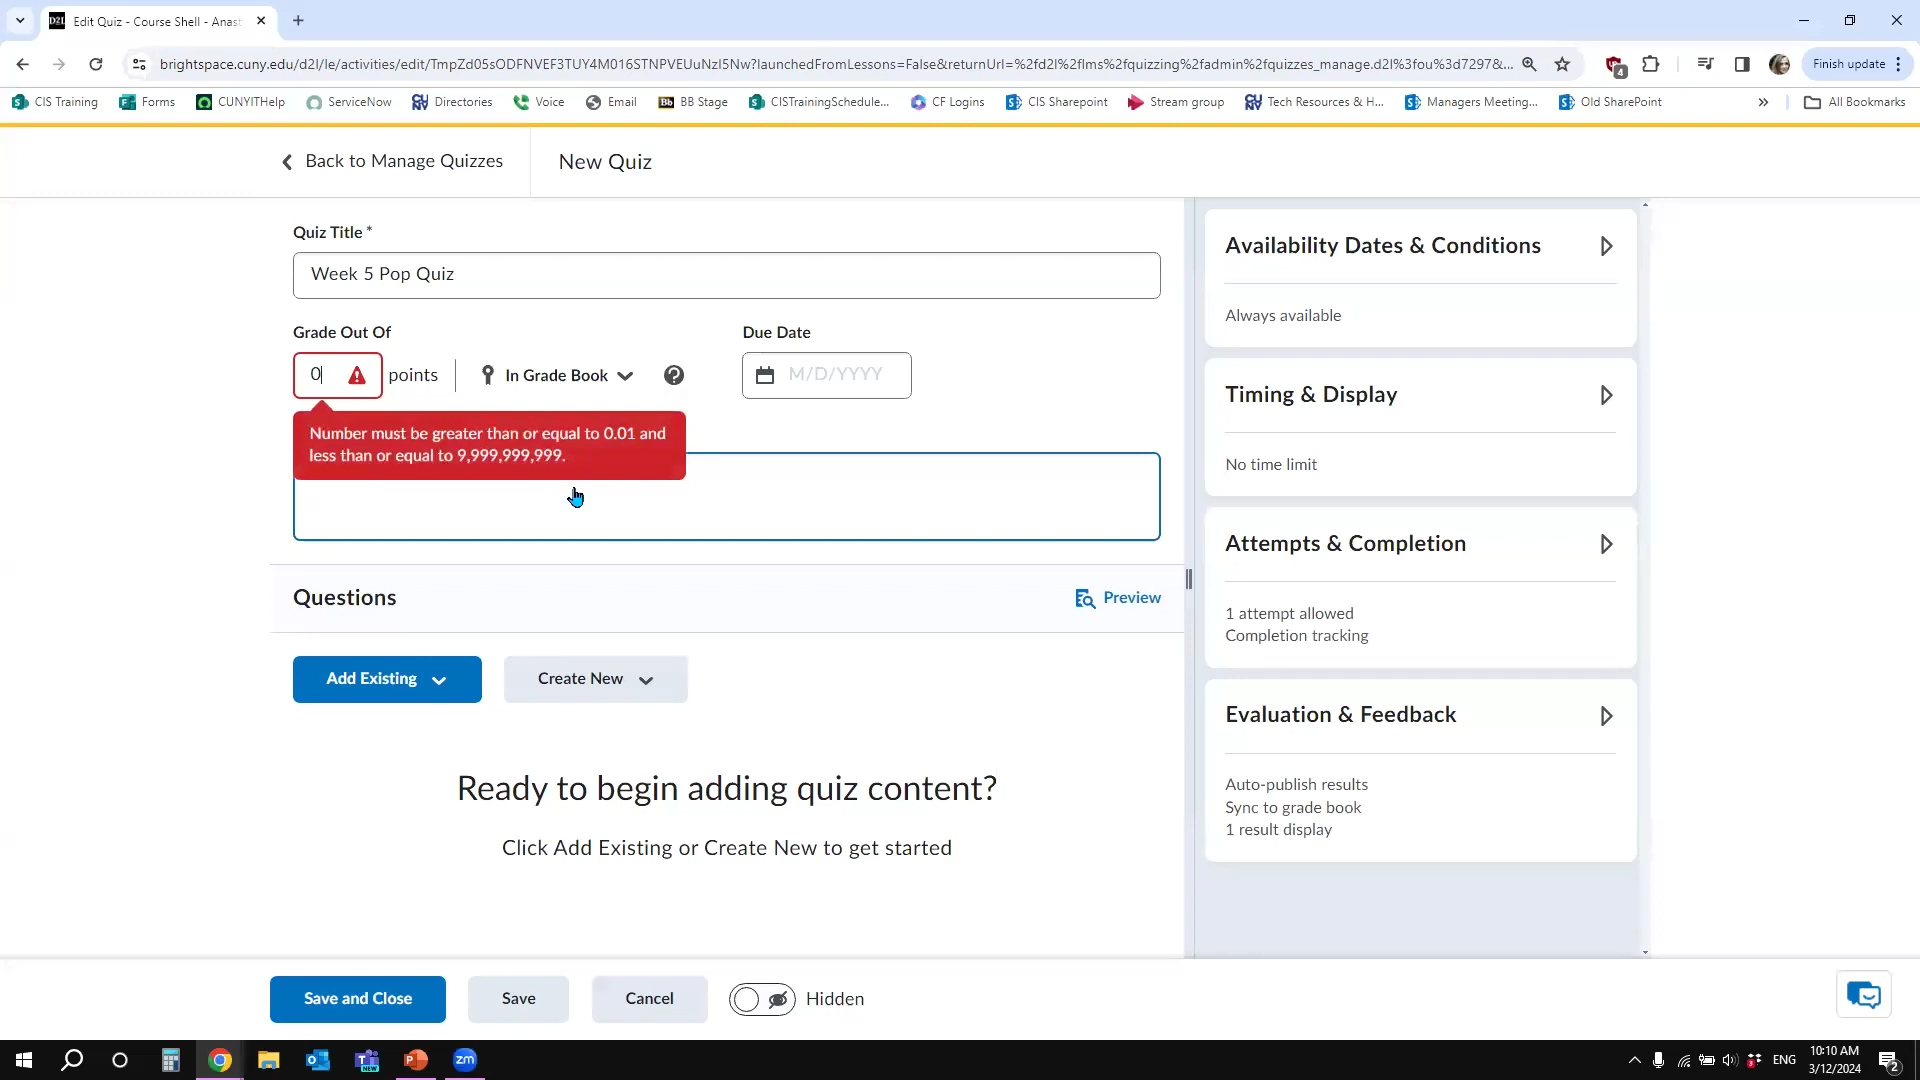 Edit Quiz - Course Shell - Anast
brightspace.cuny.edu/d2l/le/activities/edit/TmpZd05sODFNVEF3TUY4M016STNPVEUuNzI5Nw?launchedFromLessons=False&returnUrl=%2fd2l%2flms%2fquizzing%2fadmin%2fquizzes_manage.d2l%3fou%3d7297&...
4
Finish update
CIS Training
Forms
CUNYITHelp
ServiceNow
Directories
Voice
Email
Bb BB Stage
CISTrainingSchedule...
CF Logins
CIS Sharepoint
Stream group
Tech Resources & H...
Managers Meeting...
Old SharePoint
»
All Bookmarks
Back to Manage Quizzes
New Quiz
Quiz Title *
Week 5 Pop Quiz
Grade Out Of
Due Date
0
points
In Grade Book
M/D/YYYY
Number must be greater than or equal to 0.01 and
less than or equal to 9,999,999,999.
Questions
Preview
Add Existing
Create New
Ready to begin adding quiz content?
Click Add Existing or Create New to get started
Availability Dates & Conditions
Always available
Timing & Display
No time limit
Attempts & Completion
1 attempt allowed
Completion tracking
Evaluation & Feedback
Auto-publish results
Sync to grade book
1 result display
Save and Close
Save
Cancel
Hidden
NEW
zm
ENG
10:10 AM
3/12/2024
2